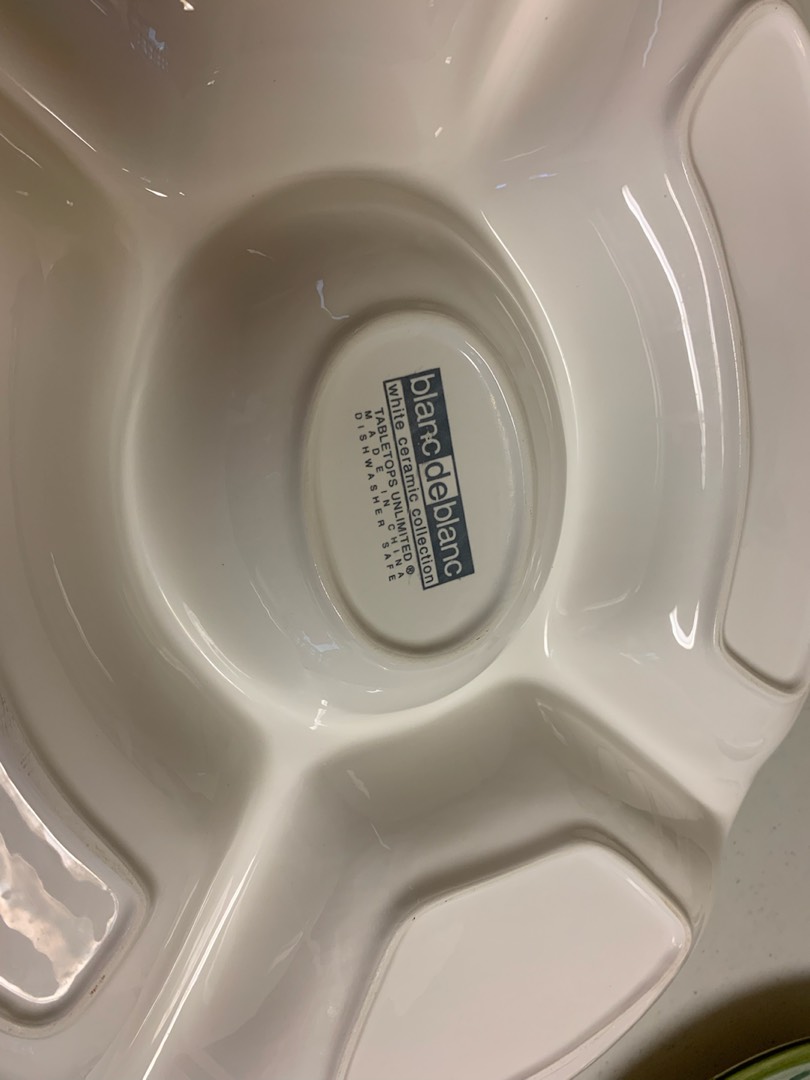 blanc de blanc
white ceramic collection
TABLETOPS UNLIMITED®
MADE IN CHINA
DISHWASHER SAFE